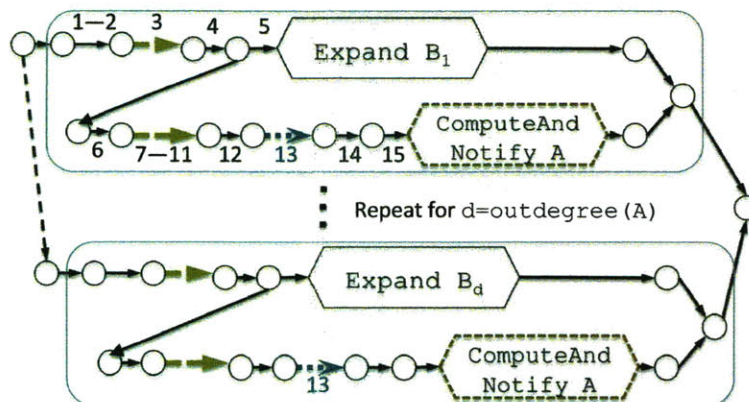 1—2 3 4 5
Expand B1
6 7—11 12 13 14 15
ComputeAnd
Notify A
Repeat for d=outdegree(A)
Expand Bd
13
ComputeAnd
Notify A